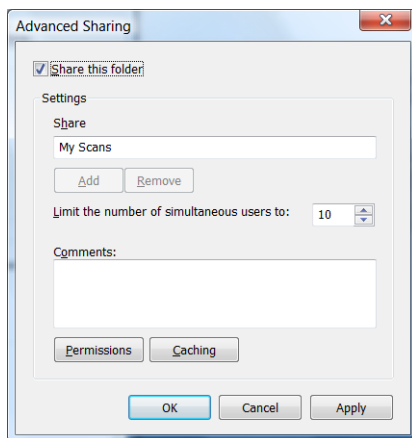 Advanced Sharing
Share this folder
Settings
Share
My Scans
Add Remove
Limit the number of simultaneous users to: 10
Comments:
Permissions Caching
OK Cancel Apply